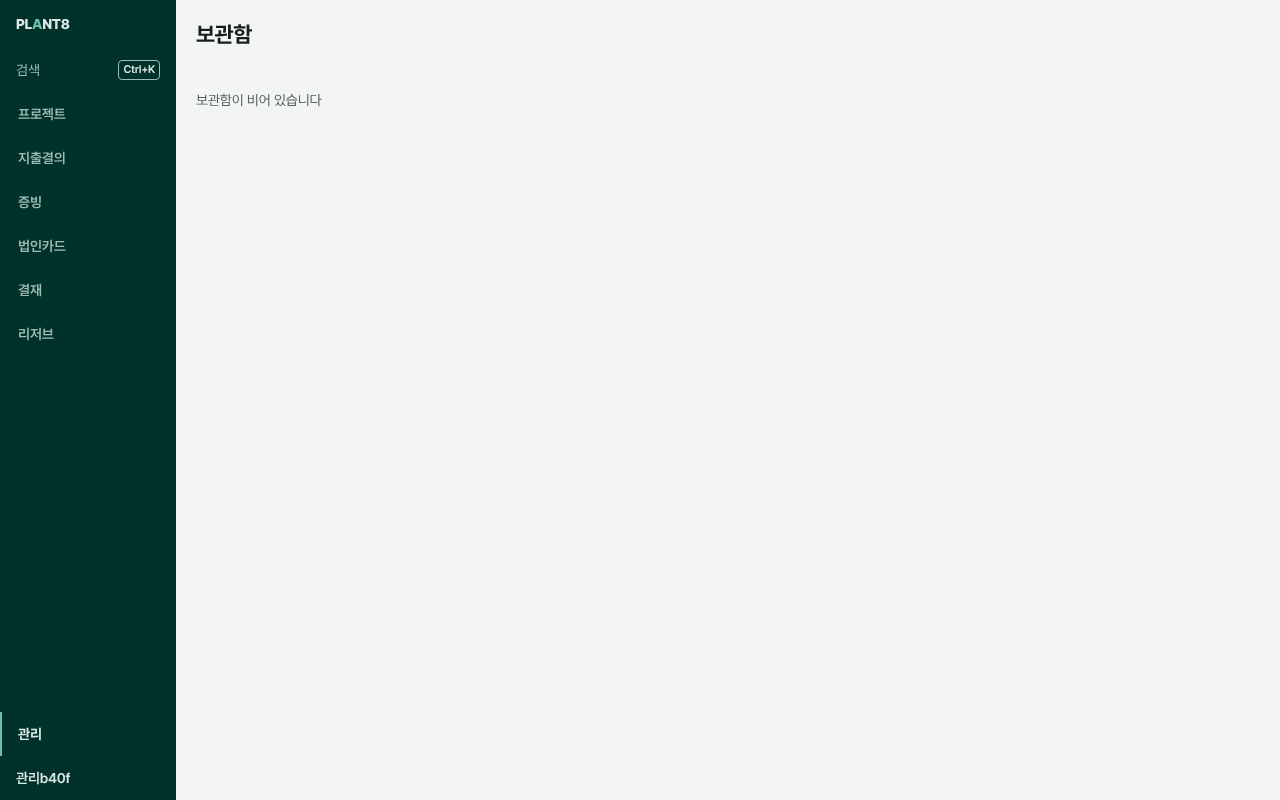 PLANT8
검색 Ctrl+K
프로젝트
지출결의
증빙
법인카드
결재
리저브
관리
관리b40f
보관함
보관함이 비어 있습니다